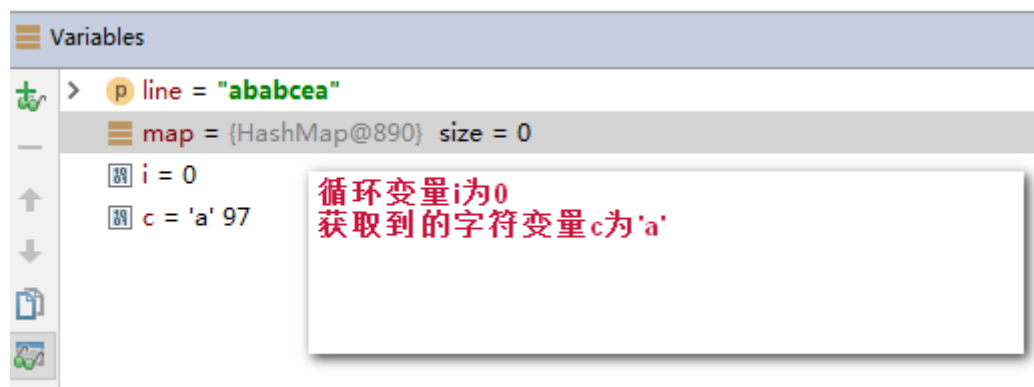 Variables
line = "ababcea"
map = {HashMap@890} size = 0
i = 0
c = 'a' 97
循环变量i为0
获取到的字符变量c为'a'